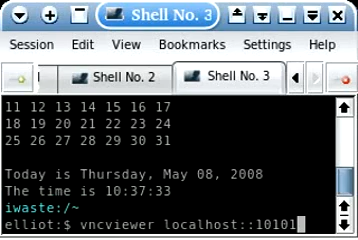 Shell No. 3
Session Edit View Bookmarks Settings Help
Shell No. 2 Shell No. 3
11 12 13 14 15 16 17
18 19 20 21 22 23 24
25 26 27 28 29 30 31
Today is Thursday, May 08, 2008
The time is 10:37:33
iwaste:/~
elliot:$ vncviewer localhost::10101